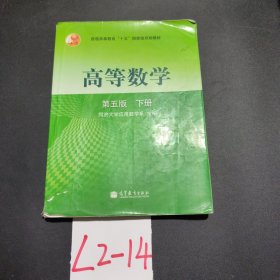 普通高等教育“十五”国家级规划教材
高等数学
第五版 下册
同济大学应用数学系
高等教育出版社
L2-14